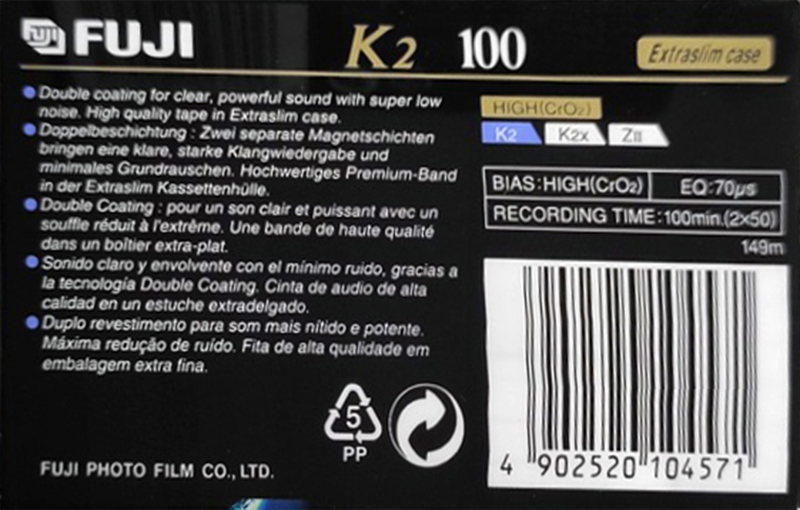 FUJI FUJI K2 100 Extraslim case
Double coating for clear, powerful sound with super low
noise. High quality tape in Extraslim case.
Doppelbeschichtung : Zwei separate Magnetschichten
bringen eine klare, starke Klangwiedergabe und
minimales Grundrauschen. Hochwertiges Premium-Band
in der Extraslim Kassettenhülle.
Double Coating : pour un son clair et puissant avec un
souffle réduit à l'extrême. Une bande de haute qualité
dans un boîtier extra-plat.
Sonido claro y envolvente con el mínimo ruido, gracias a
la tecnología Double Coating. Cinta de audio de alta
calidad en un estuche extradelgado.
Duplo revestimento para som mais nítido e potente.
Máxima redução de ruído. Fita de alta qualidade em
embalagem extra fina.
5
PP
FUJI PHOTO FILM CO., LTD.
HIGH(CrO2)
K2 K2x ZII
BIAS:HIGH(CrO2) EQ:70µs
RECORDING TIME:100min.(2x50)
149m
4 902520 104571